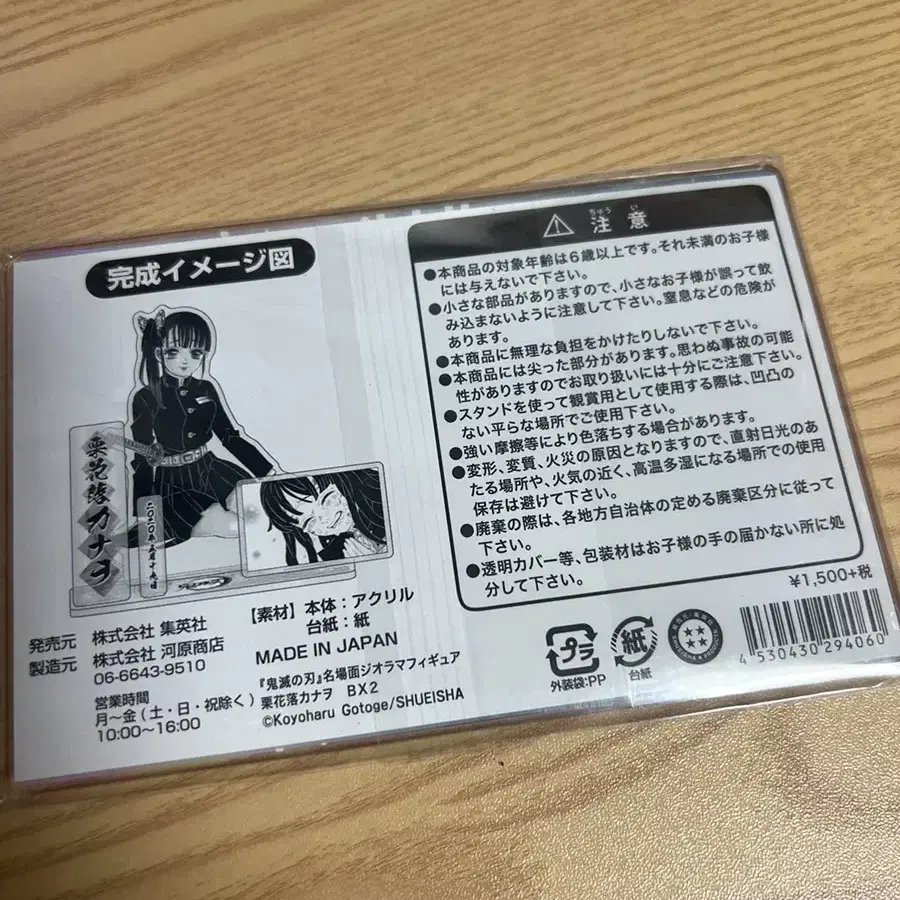 完成イメージ図
栗花落カナヲ
発売元 株式会社 集英社
製造元 株式会社 河原商店
06-6643-9510
営業時間
月〜金(土・日・祝除く)
10:00〜16:00
【素材】本体:アクリル
台紙:紙
MADE IN JAPAN
『鬼滅の刃』名場面ジオラマフィギュア
栗花落カナヲ BX2
©Koyoharu Gotoge/SHUEISHA
ちゅう い
注意
●本商品の対象年齢は6歳以上です。それ未満のお子様
には与えないで下さい。
●小さな部品がありますので、小さなお子様が誤って飲
み込まないように注意して下さい。窒息などの危険が
あります。
●本商品に無理な負担をかけたりしないで下さい。
●本商品には尖った部分があります。思わぬ事故の可能
性がありますのでお取り扱いには十分にご注意下さい。
●スタンドを使って観賞用として使用する際は、凹凸の
ない平らな場所でご使用下さい。
●強い摩擦等により色落ちする場合があります。
●変形、変質、火災の原因となりますので、直射日光のあ
たる場所や、火気の近く、高温多湿になる場所での使用
保存は避けて下さい。
●廃棄の際は、各地方自治体の定める廃棄区分に従って
下さい。
●透明カバー等、包装材はお子様の手の届かない所に処
分して下さい。
¥1,500+税
プラ
外装袋:PP
紙
台紙
4 530430 294060